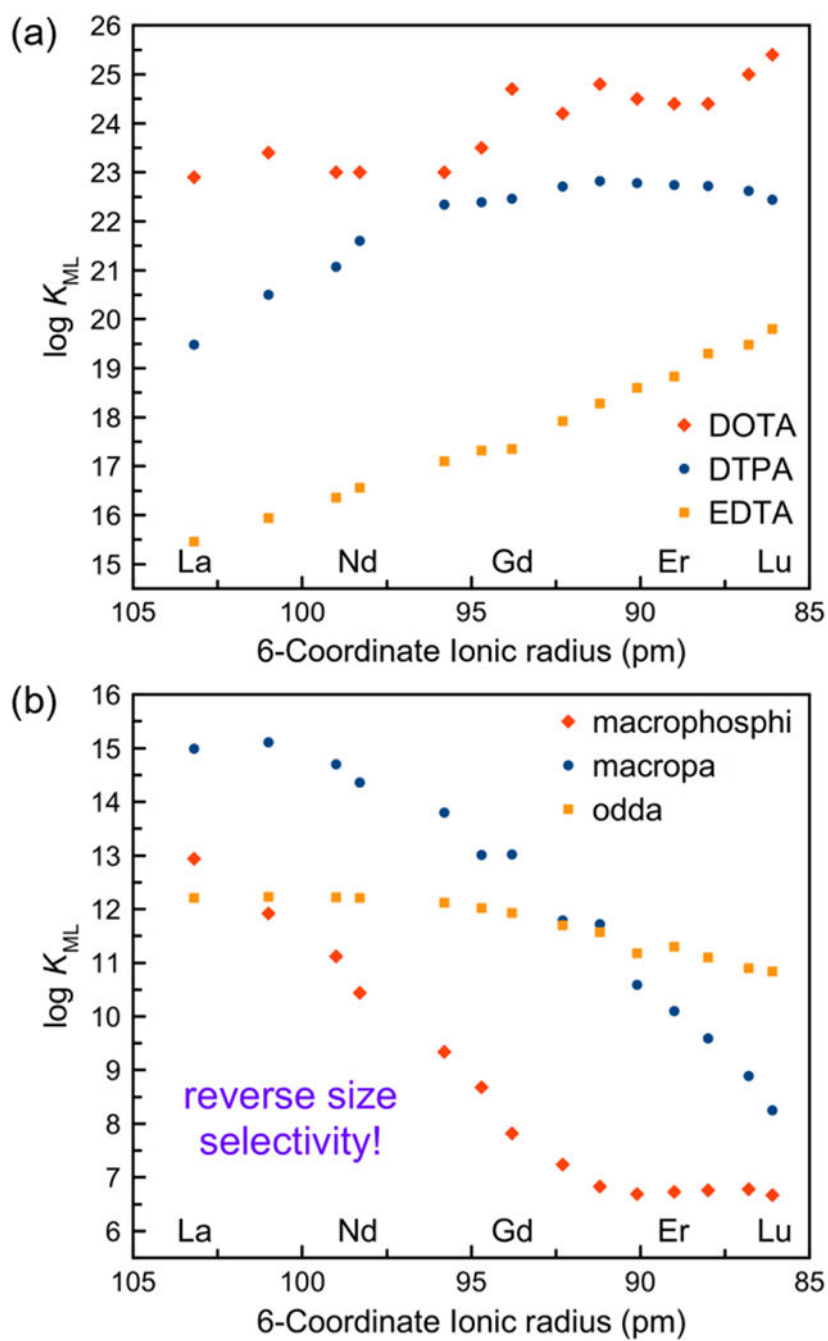 (a)
26
25
24
23
22
21
20
19
18
17
16
15
log K_ML
DOTA
DTPA
EDTA
La Nd Gd Er Lu
105 100 95 90 85
6-Coordinate Ionic radius (pm)
(b)
16
15
14
13
12
11
10
9
8
7
6
log K_ML
macrophosphi
macropa
odda
reverse size
selectivity!
La Nd Gd Er Lu
105 100 95 90 85
6-Coordinate Ionic radius (pm)